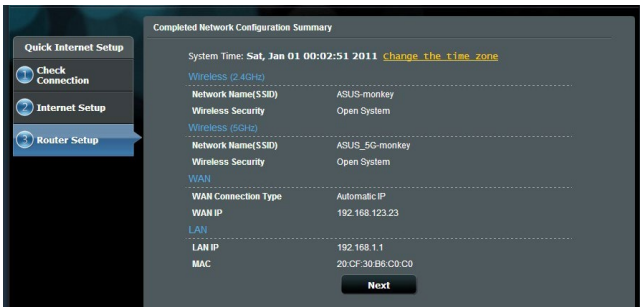 Completed Network Configuration Summary
Quick Internet Setup
1 Check Connection
2 Internet Setup
3 Router Setup
System Time: Sat, Jan 01 00:02:51 2011 Change the time zone
Wireless (2.4GHz)
Network Name(SSID) ASUS-monkey
Wireless Security Open System
Wireless (5GHz)
Network Name(SSID) ASUS_5G-monkey
Wireless Security Open System
WAN
WAN Connection Type Automatic IP
WAN IP 192.168.123.23
LAN
LAN IP 192.168.1.1
MAC 20:CF:30:B6:C0:C0
Next